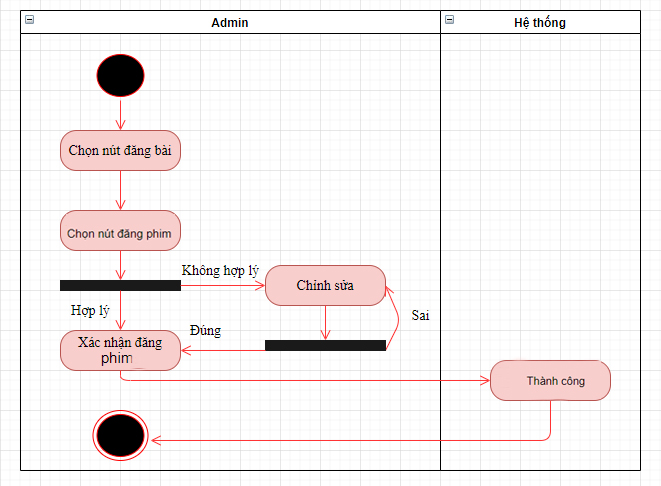 Admin
Hệ thống
Chọn nút đăng bài
Chọn nút đăng phim
Không hợp lý
Chỉnh sửa
Hợp lý
Đúng
Sai
Xác nhận đăng
phim
Thành công